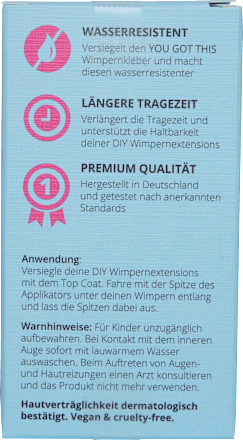 WASSERRESISTENT
Versiegelt den YOU GOT THIS
Wimpernkleber und macht
diesen wasserresistenter
LÄNGERE TRAGEZEIT
Verlängert die Tragezeit und
unterstützt die Haltbarkeit
deiner DIY Wimpernextensions
1
PREMIUM QUALITÄT
Hergestellt in Deutschland
und getestet nach anerkannten
Standards
Anwendung:
Versiegle deine DIY Wimpernextensions
mit dem Top Coat. Fahre mit der Spitze des
Applikators unter deinen Wimpern entlang
und lass die Spitzen dabei aus.
Warnhinweise: Für Kinder unzugänglich
aufbewahren. Bei Kontakt mit dem inneren
Auge sofort mit lauwarmem Wasser
auswaschen. Beim Auftreten von Augen-
und Hautreizungen einen Arzt konsultieren
und das Produkt nicht mehr verwenden.
Hautverträglichkeit dermatologisch
bestätigt. Vegan & cruelty-free.